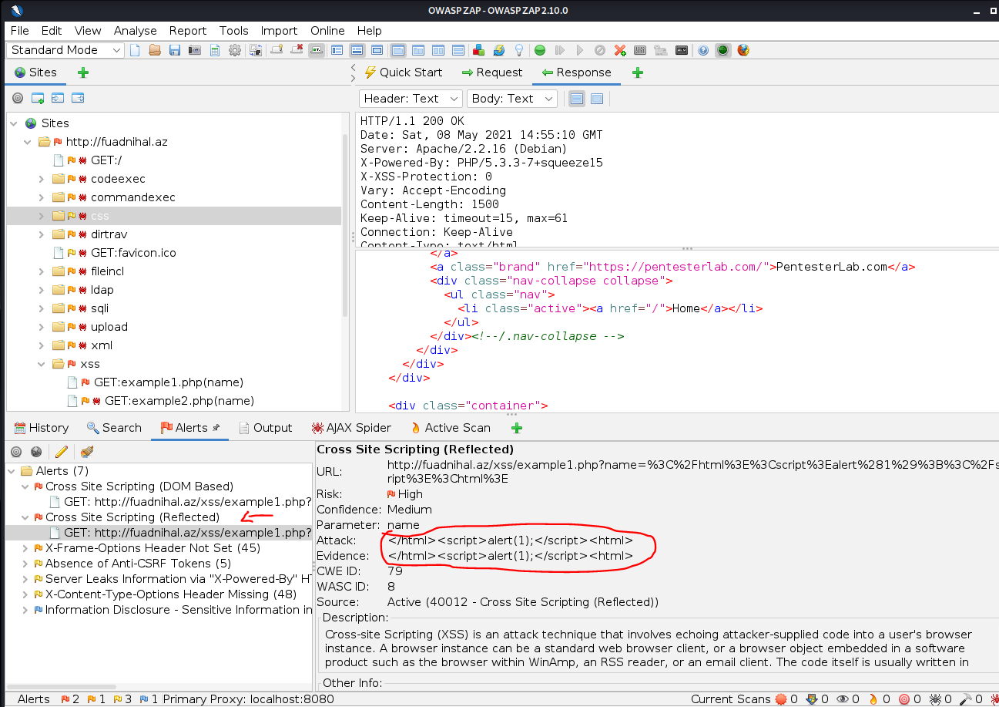 OWASP ZAP - OWASP ZAP 2.10.0
File Edit View Analyse Report Tools Import Online Help
Standard Mode
Sites
Quick Start Request Response
Header: Text Body: Text
Sites
http://fuadnihal.az
GET:/
codeexec
commandexec
css
dirtrav
GET:favicon.ico
fileincl
ldap
sqli
upload
xml
xss
GET:example1.php(name)
GET:example2.php(name)
HTTP/1.1 200 OK
Date: Sat, 08 May 2021 14:55:10 GMT
Server: Apache/2.2.16 (Debian)
X-Powered-By: PHP/5.3.3-7+squeeze15
X-XSS-Protection: 0
Vary: Accept-Encoding
Content-Length: 1500
Keep-Alive: timeout=15, max=61
Connection: Keep-Alive
Content-Type: text/html
</a>
<a class="brand" href="https://pentesterlab.com/">PentesterLab.com</a>
<div class="nav-collapse collapse">
<ul class="nav">
<li class="active"><a href="/">Home</a></li>
</ul>
</div><!--/.nav-collapse -->
</div>
</div>
</div>
<div class="container">
History Search Alerts Output AJAX Spider Active Scan
Alerts (7)
Cross Site Scripting (DOM Based)
GET: http://fuadnihal.az/xss/example1.php?
Cross Site Scripting (Reflected)
GET: http://fuadnihal.az/xss/example1.php?
X-Frame-Options Header Not Set (45)
Absence of Anti-CSRF Tokens (5)
Server Leaks Information via "X-Powered-By" HT
X-Content-Type-Options Header Missing (48)
Information Disclosure - Sensitive Information in
Cross Site Scripting (Reflected)
URL: http://fuadnihal.az/xss/example1.php?name=%3C%2Fhtml%3E%3Cscript%3Ealert%281%29%3B%3C%2Fs
ript%3E%3Chtml%3E
Risk: High
Confidence: Medium
Parameter: name
Attack: </html><script>alert(1);</script><html>
Evidence: </html><script>alert(1);</script><html>
CWE ID: 79
WASC ID: 8
Source: Active (40012 - Cross Site Scripting (Reflected))
Description:
Cross-site Scripting (XSS) is an attack technique that involves echoing attacker-supplied code into a user's browser
instance. A browser instance can be a standard web browser client, or a browser object embedded in a software
product such as the browser within WinAmp, an RSS reader, or an email client. The code itself is usually written in
Other Info:
Alerts 2 1 3 1 Primary Proxy: localhost:8080 Current Scans 0 0 0 0 0 0 0